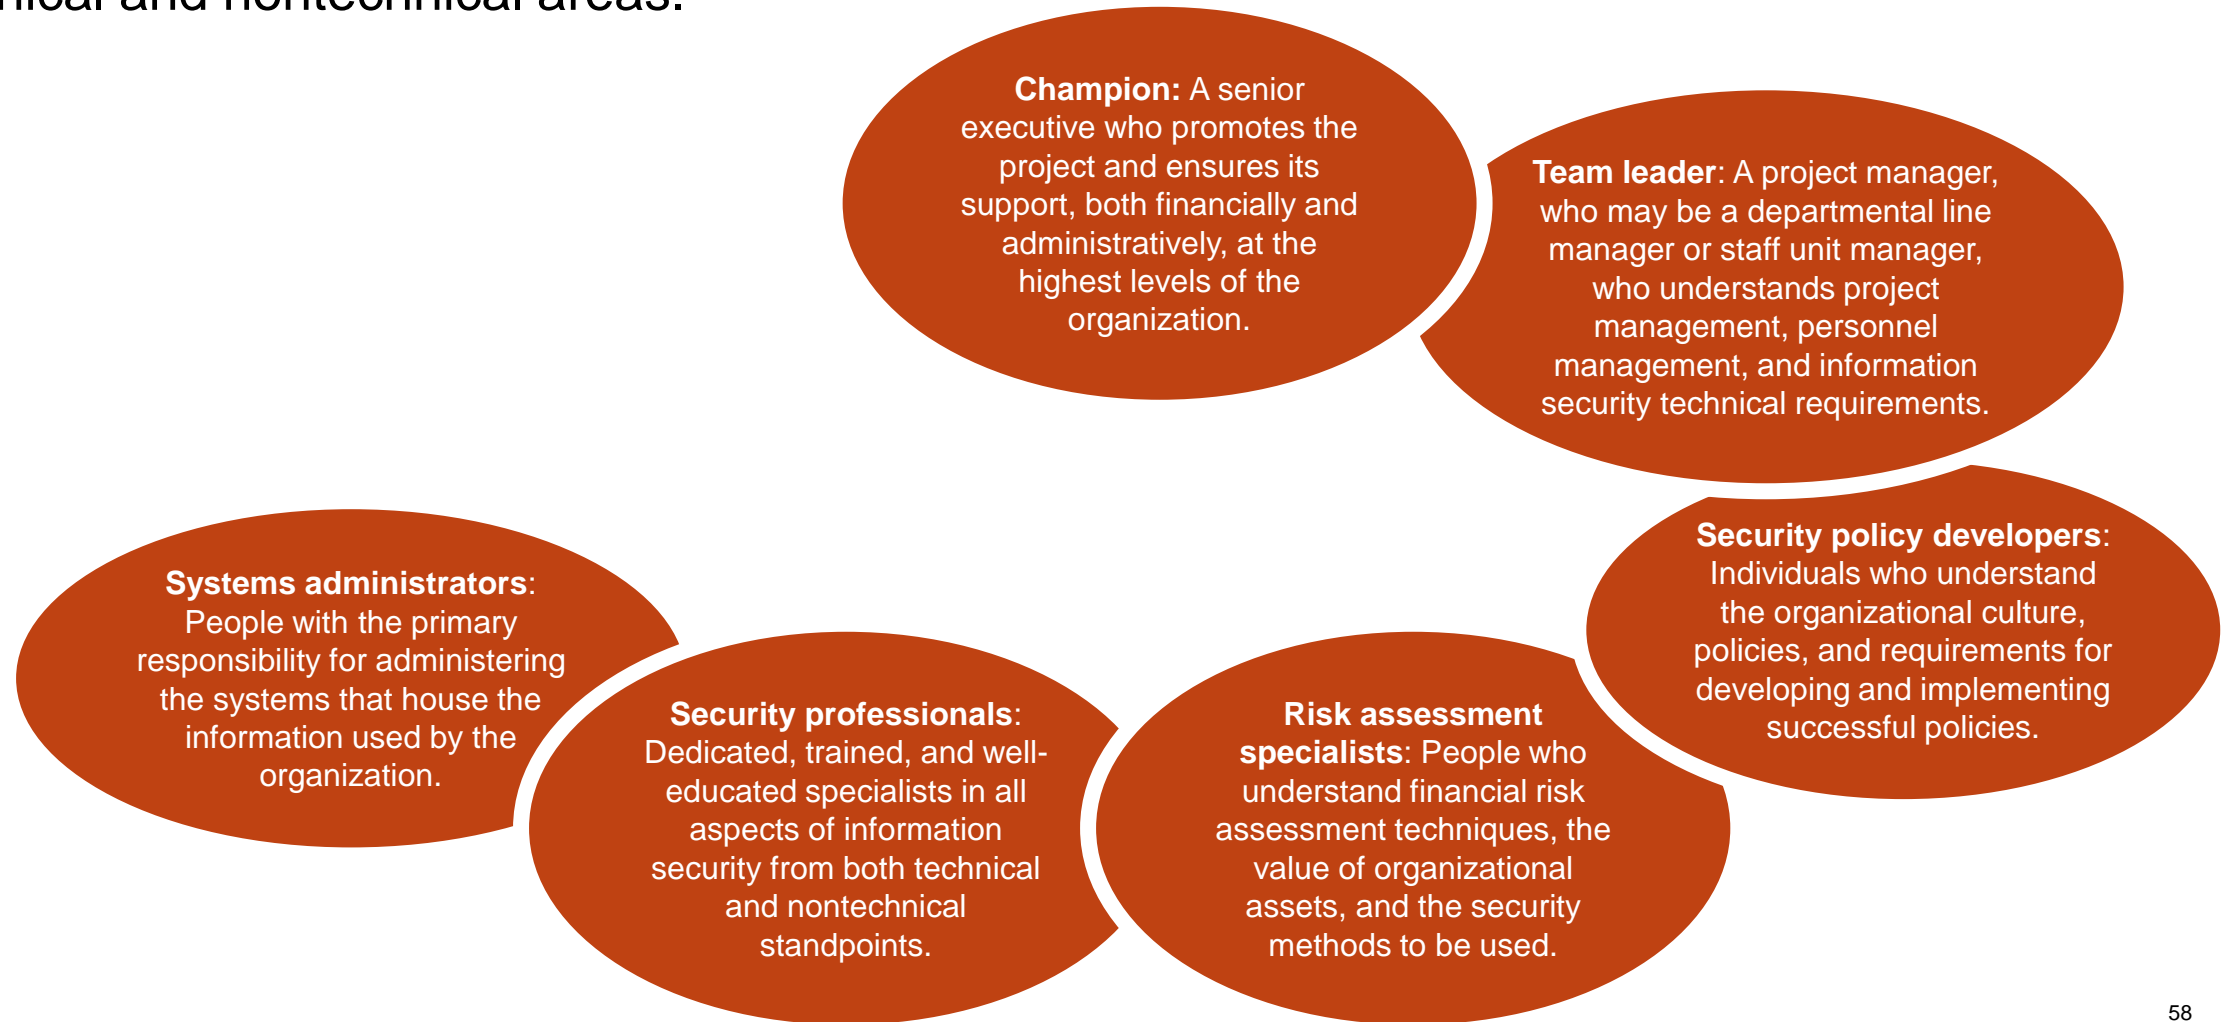 and nontechnical areas.
Champion: A senior
executive who promotes the
project and ensures its
support, both financially and
administratively, at the
highest levels of the
organization.
Team leader: A project manager,
who may be a departmental line
manager or staff unit manager,
who understands project
management, personnel
management, and information
security technical requirements.
Security policy developers:
Individuals who understand
the organizational culture,
policies, and requirements for
developing and implementing
successful policies.
Risk assessment
specialists: People who
understand financial risk
assessment techniques, the
value of organizational
assets, and the security
methods to be used.
Security professionals:
Dedicated, trained, and well-
educated specialists in all
aspects of information
security from both technical
and nontechnical
standpoints.
Systems administrators:
People with the primary
responsibility for administering
the systems that house the
information used by the
organization.
58